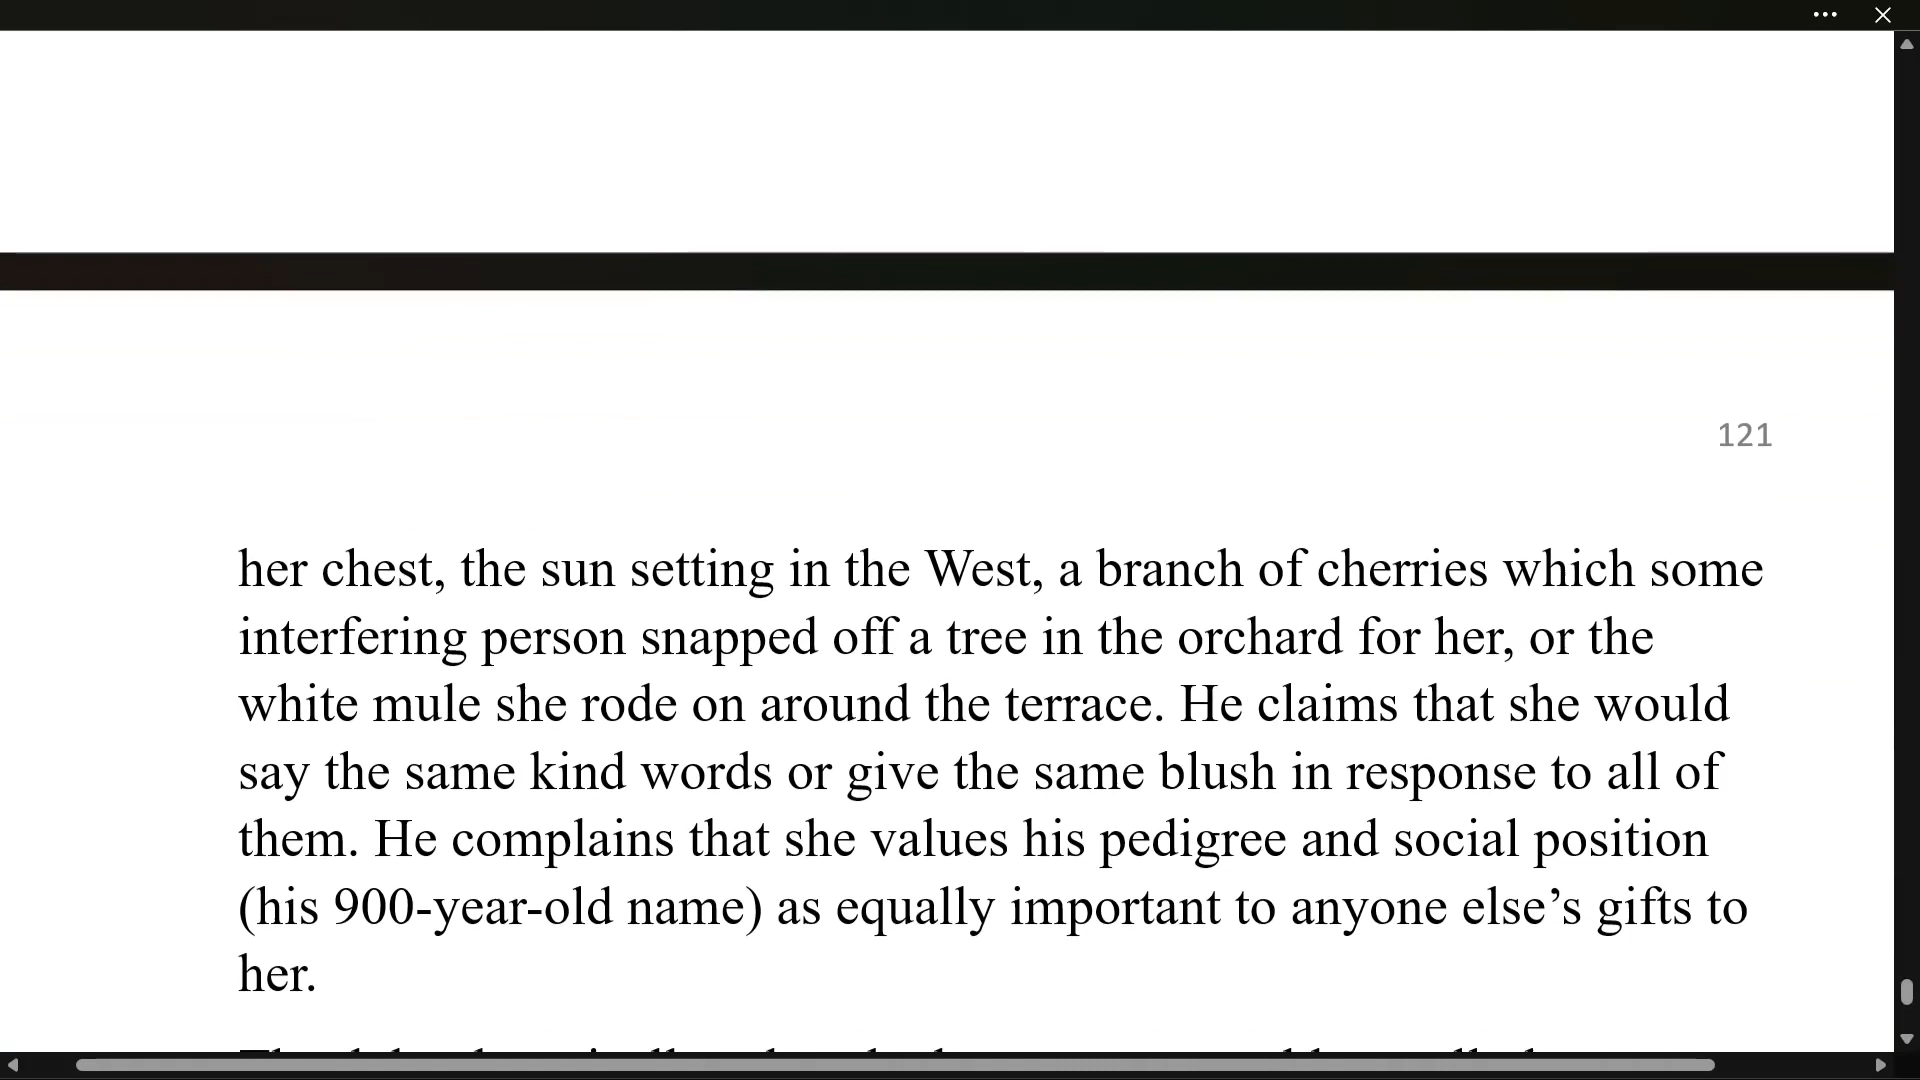 121
her chest, the sun setting in the West, a branch of cherries which some
interfering person snapped off a tree in the orchard for her, or the
white mule she rode on around the terrace. He claims that she would
say the same kind words or give the same blush in response to all of
them. He complains that she values his pedigree and social position
(his 900-year-old name) as equally important to anyone else’s gifts to
her.